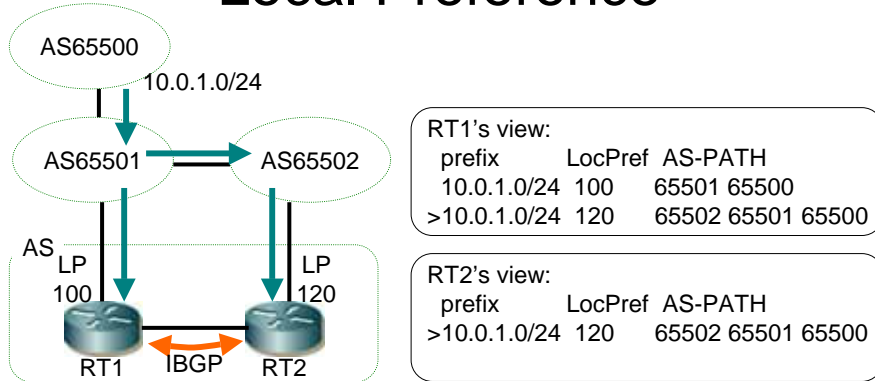 Local Preference
AS65500
10.0.1.0/24
AS65501
AS65502
AS
LP
100
LP
120
RT1
IBGP
RT2
RT1's view:
prefix LocPref AS-PATH
10.0.1.0/24 100 65501 65500
>10.0.1.0/24 120 65502 65501 65500
RT2's view:
prefix LocPref AS-PATH
>10.0.1.0/24 120 65502 65501 65500